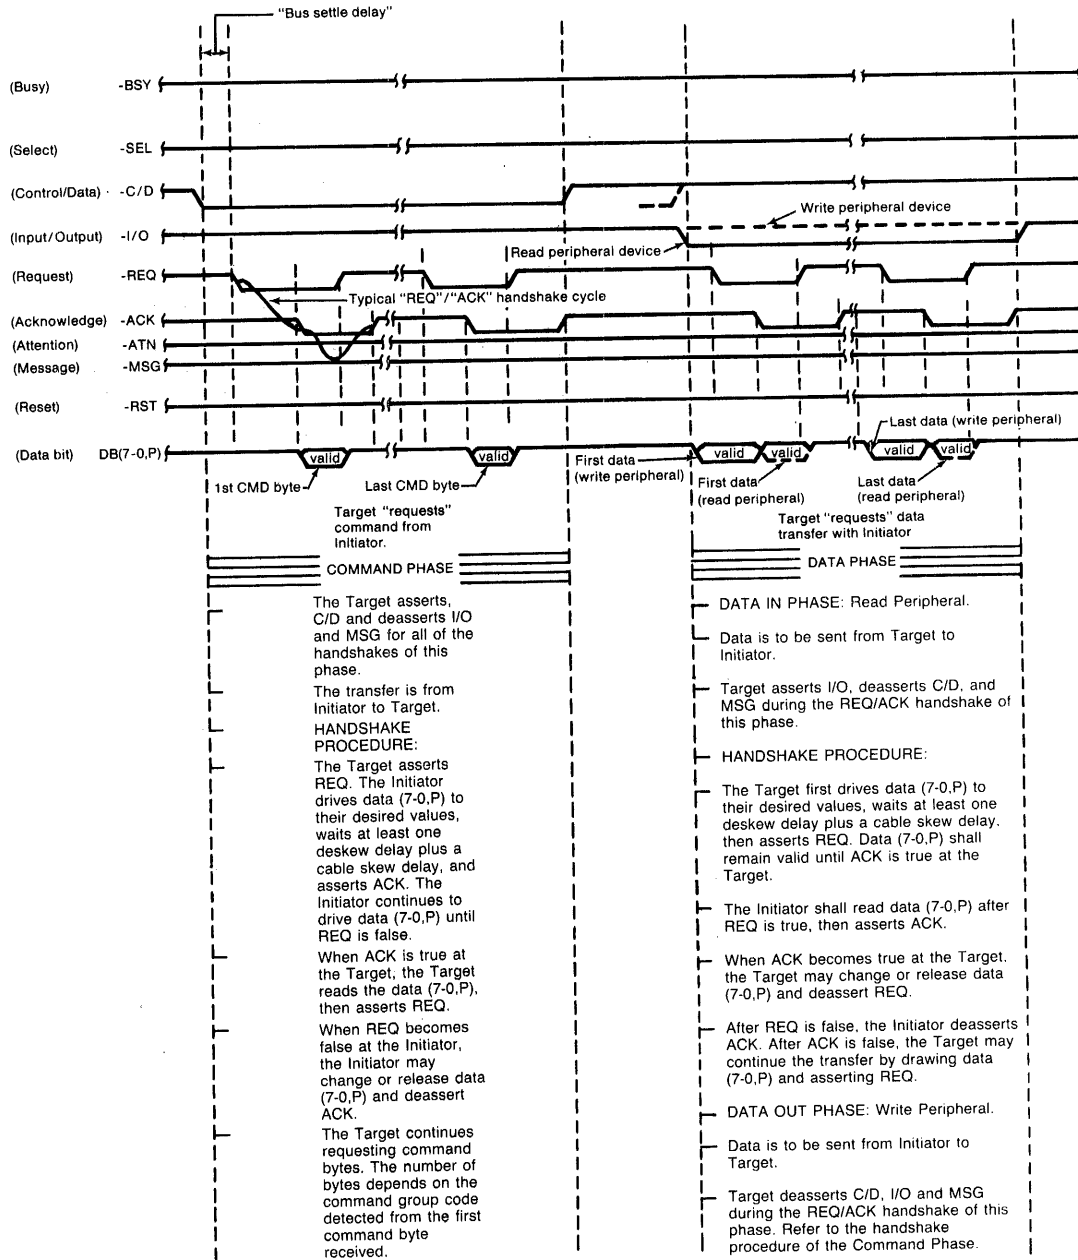 "Bus settle delay"
(Busy) -BSY
(Select) -SEL
(Control/Data) -C/D
Write peripheral device
(Input/Output) -I/O
Read peripheral device
(Request) -REQ
Typical "REQ"/"ACK" handshake cycle
(Acknowledge) -ACK
(Attention) -ATN
(Message) -MSG
(Reset) -RST
Last data (write peripheral)
(Data bit) DB(7-0,P)
valid
valid
valid
valid
valid
valid
1st CMD byte
Last CMD byte
First data
(write peripheral)
First data
(read peripheral)
Last data
(read peripheral)
Target "requests"
command from
Initiator.
COMMAND PHASE
The Target asserts,
C/D and deasserts I/O
and MSG for all of the
handshakes of this
phase.
The transfer is from
Initiator to Target.
HANDSHAKE
PROCEDURE:
The Target asserts
REQ. The Initiator
drives data (7-0,P) to
their desired values,
waits at least one
deskew delay plus a
cable skew delay, and
asserts ACK. The
Initiator continues to
drive data (7-0,P) until
REQ is false.
When ACK is true at
the Target, the Target
reads the data (7-0,P),
then asserts REQ.
When REQ becomes
false at the Initiator,
the Initiator may
change or release data
(7-0,P) and deassert
ACK.
The Target continues
requesting command
bytes. The number of
bytes depends on the
command group code
detected from the first
command byte
received.
Target "requests" data
transfer with Initiator
DATA PHASE
DATA IN PHASE: Read Peripheral.
Data is to be sent from Target to
Initiator.
Target asserts I/O, deasserts C/D, and
MSG during the REQ/ACK handshake of
this phase.
HANDSHAKE PROCEDURE:
The Target first drives data (7-0,P) to
their desired values, waits at least one
deskew delay plus a cable skew delay.
then asserts REQ. Data (7-0,P) shall
remain valid until ACK is true at the
Target.
The Initiator shall read data (7-0,P) after
REQ is true, then asserts ACK.
When ACK becomes true at the Target.
the Target may change or release data
(7-0,P) and deassert REQ.
After REQ is false, the Initiator deasserts
ACK. After ACK is false, the Target may
continue the transfer by drawing data
(7-0,P) and asserting REQ.
DATA OUT PHASE: Write Peripheral.
Data is to be sent from Initiator to
Target.
Target deasserts C/D, I/O and MSG
during the REQ/ACK handshake of this
phase. Refer to the handshake
procedure of the Command Phase.